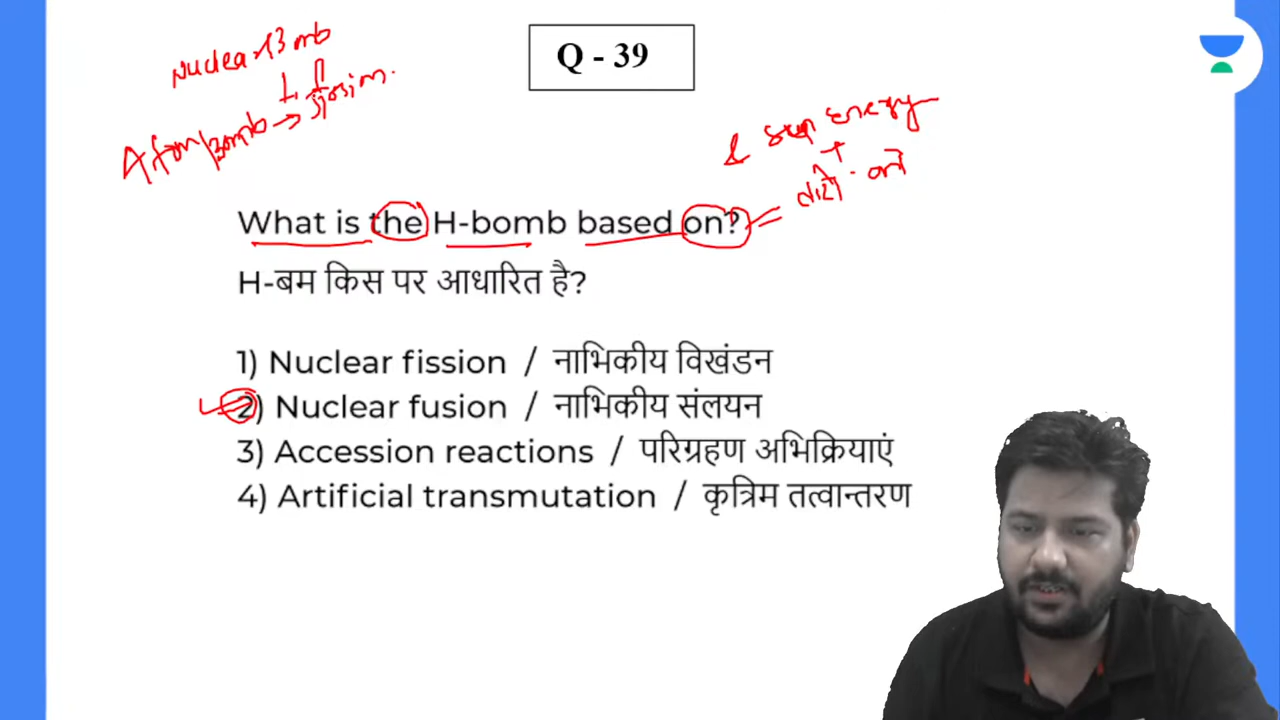 Nuclear Bomb
Atom Bomb →
Q - 39
& sun energy
+
What is the H-bomb based on?
H-बम किस पर आधारित है?
1) Nuclear fission / नाभिकीय विखंडन
2) Nuclear fusion / नाभिकीय संलयन
3) Accession reactions / परिग्रहण अभिक्रियाएं
4) Artificial transmutation / कृत्रिम तत्वान्तरण